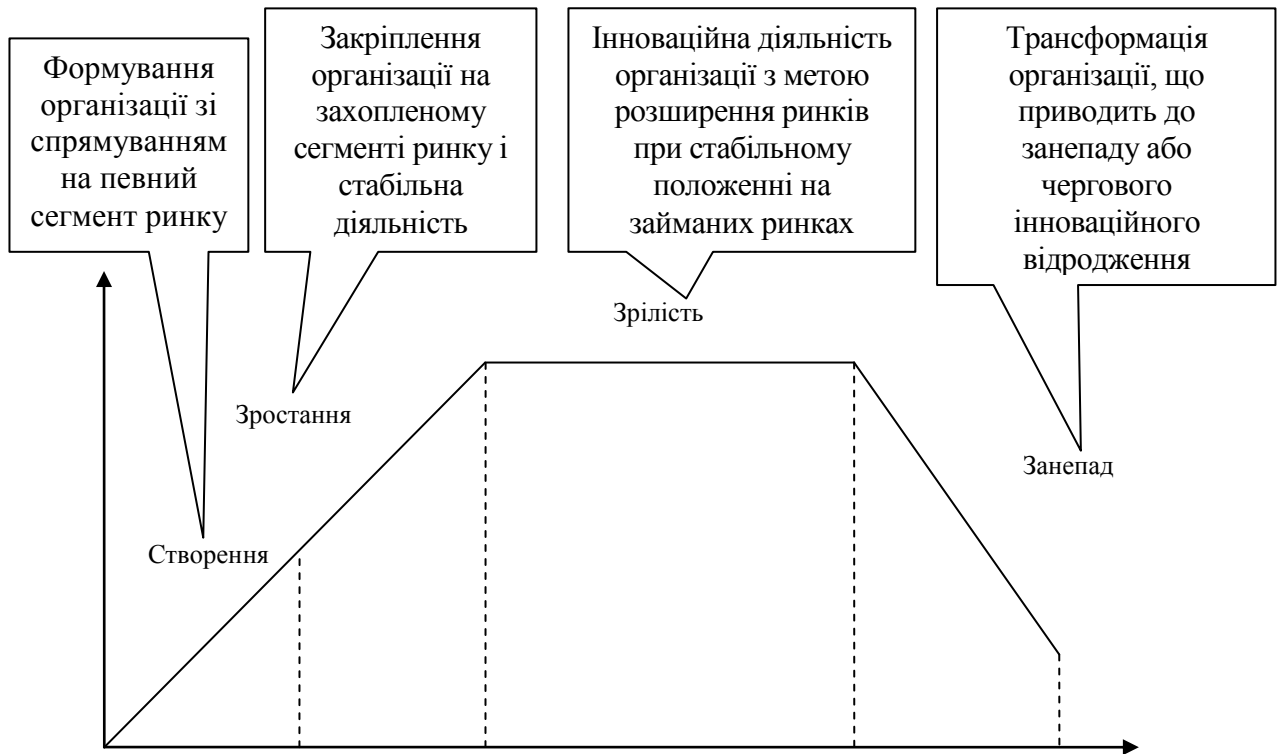 Формування
організації зі
спрямуванням
на певний
сегмент ринку
Закріплення
організації на
захопленому
сегменті ринку і
стабільна
діяльність
Інноваційна діяльність
організації з метою
розширення ринків
при стабільному
положенні на
займаних ринках
Трансформація
організації, що
приводить до
занепаду або
чергового
інноваційного
відродження
Зрілість
Зростання
Занепад
Створення